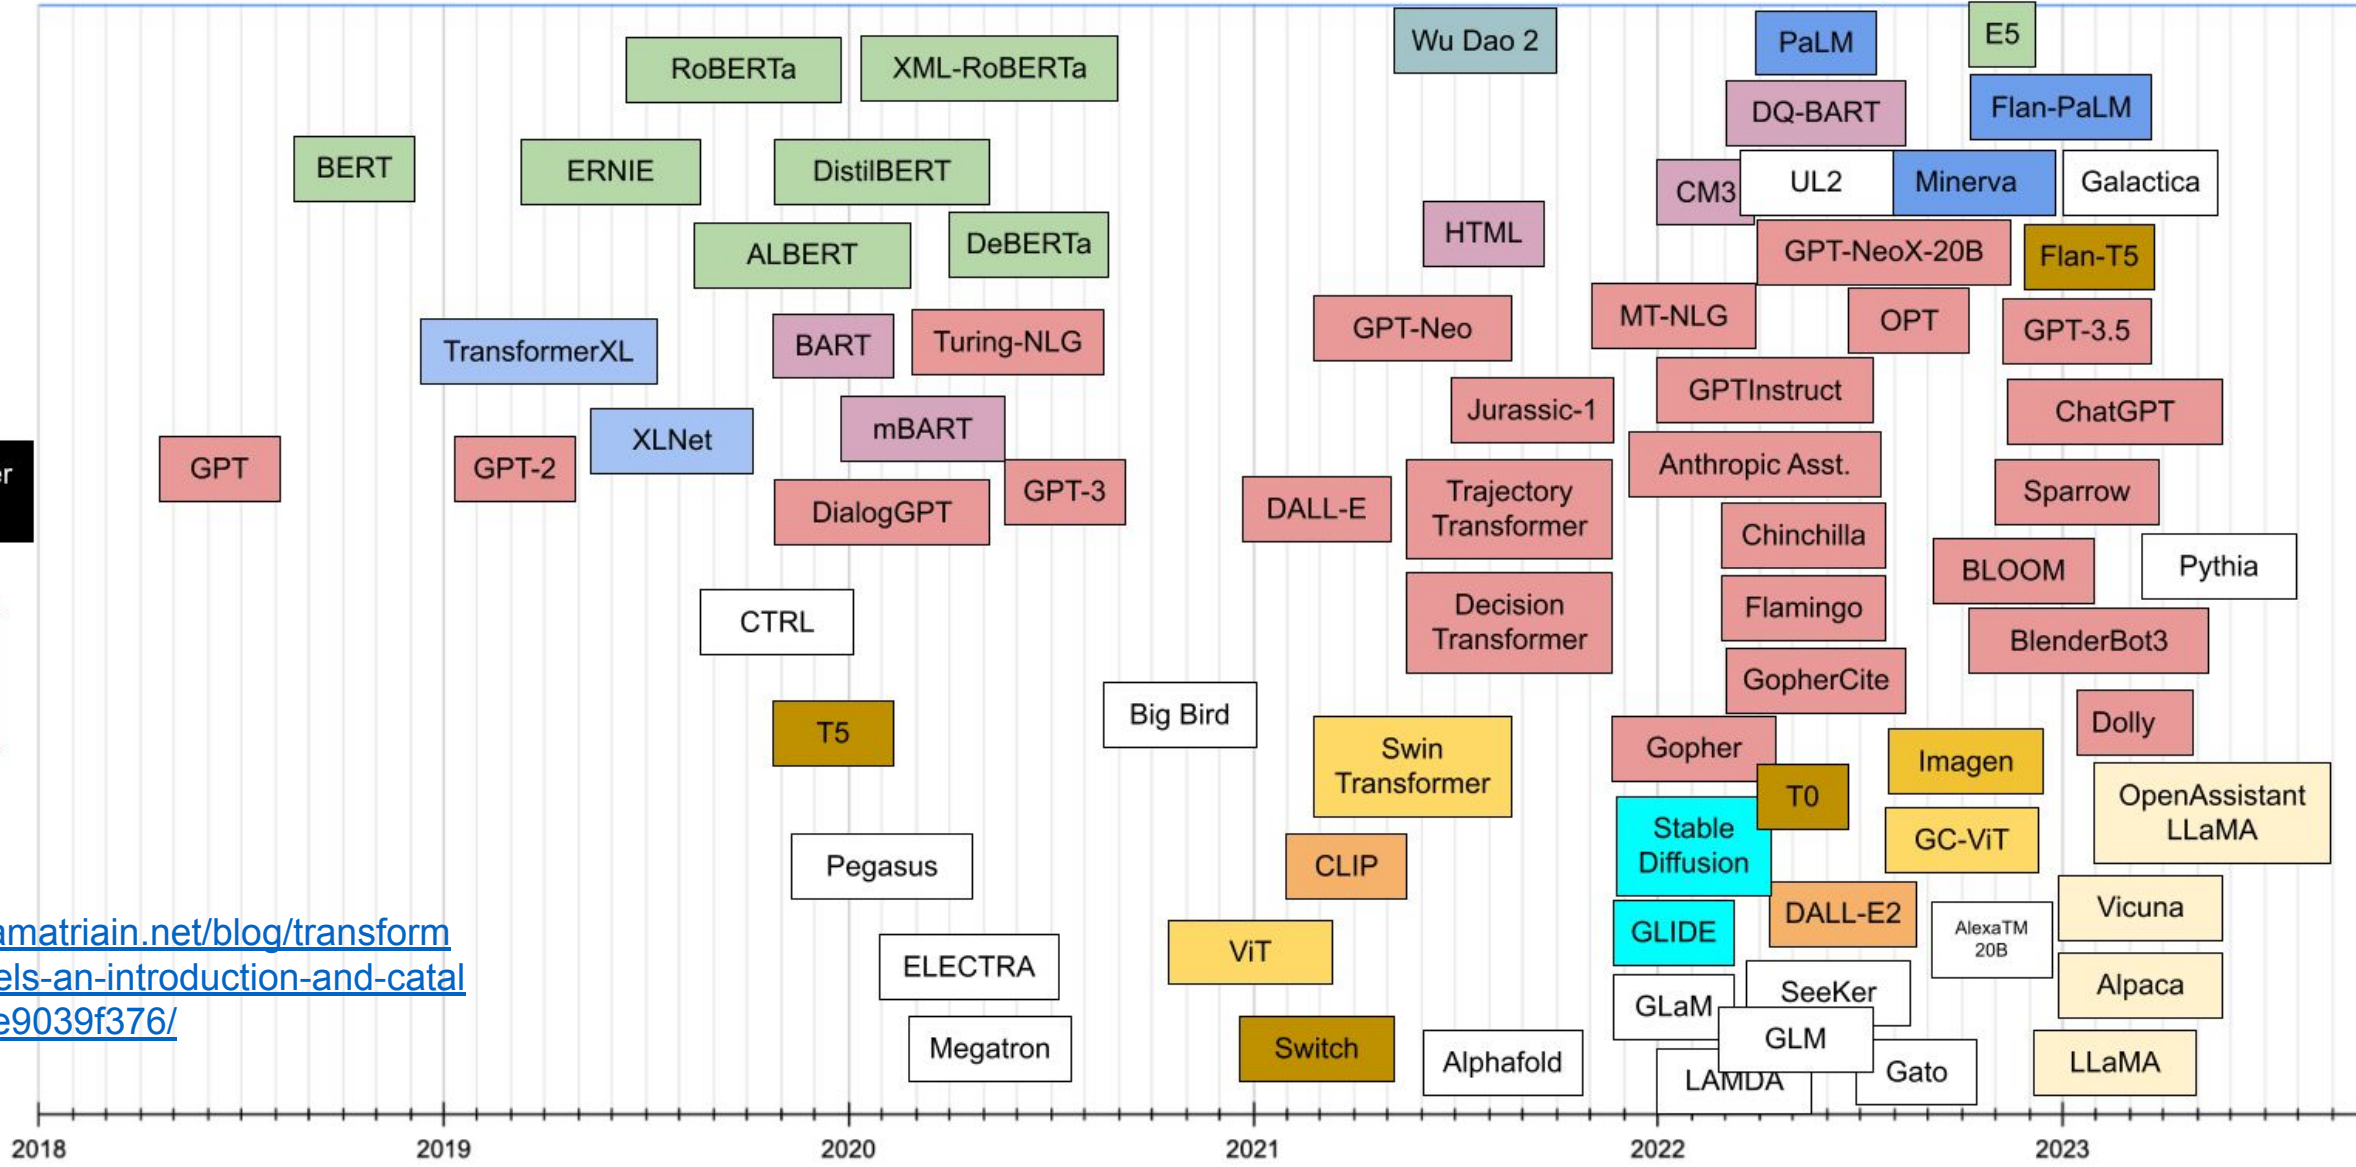 Wu Dao 2
PaLM
E5
RoBERTa
XML-RoBERTa
DQ-BART
Flan-PaLM
BERT
ERNIE
DistilBERT
CM3
UL2
Minerva
Galactica
ALBERT
DeBERTa
HTML
GPT-NeoX-20B
Flan-T5
TransformerXL
BART
Turing-NLG
GPT-Neo
MT-NLG
OPT
GPT-3.5
XLNet
mBART
Jurassic-1
GPTInstruct
ChatGPT
er
GPT
GPT-2
DialogGPT
GPT-3
DALL-E
Trajectory
Transformer
Anthropic Asst.
Sparrow
Chinchilla
BLOOM
Pythia
CTRL
Decision
Transformer
Flamingo
BlenderBot3
GopherCite
T5
Big Bird
Swin
Transformer
Gopher
Dolly
Imagen
T0
OpenAssistant
LLaMA
Stable
Diffusion
GC-ViT
Pegasus
CLIP
DALL-E2
Vicuna
amatriain.net/blog/transform
els-an-introduction-and-catal
e9039f376/
ELECTRA
ViT
GLIDE
AlexaTM
20B
Alpaca
GLaM
SeeKer
Megatron
Switch
Alphafold
GLM
LAMDA
Gato
LLaMA
2018
2019
2020
2021
2022
2023